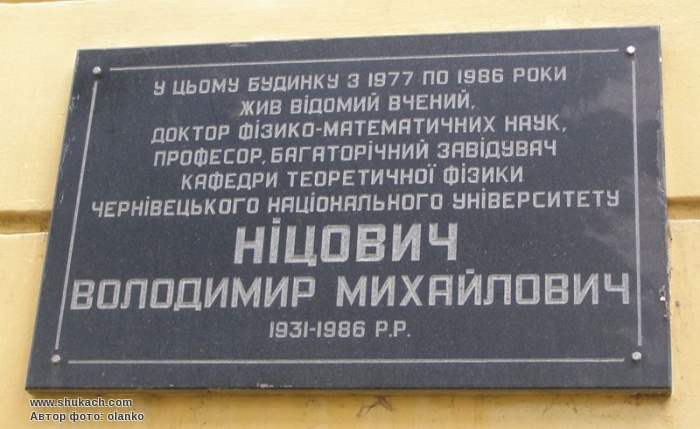 У ЦЬОМУ БУДИНКУ З 1977 ПО 1986 РОКИ
ЖИВ ВІДОМИЙ ВЧЕНИЙ,
ДОКТОР ФІЗИКО-МАТЕМАТИЧНИХ НАУК,
ПРОФЕСОР, БАГАТОРІЧНИЙ ЗАВІДУВАЧ
КАФЕДРИ ТЕОРЕТИЧНОЇ ФІЗИКИ
ЧЕРНІВЕЦЬКОГО НАЦІОНАЛЬНОГО УНІВЕРСИТЕТУ
НІЦОВИЧ
ВОЛОДИМИР МИХАЙЛОВИЧ
1931-1986 Р.Р.
www.shukach.com
Автор фото: olanko